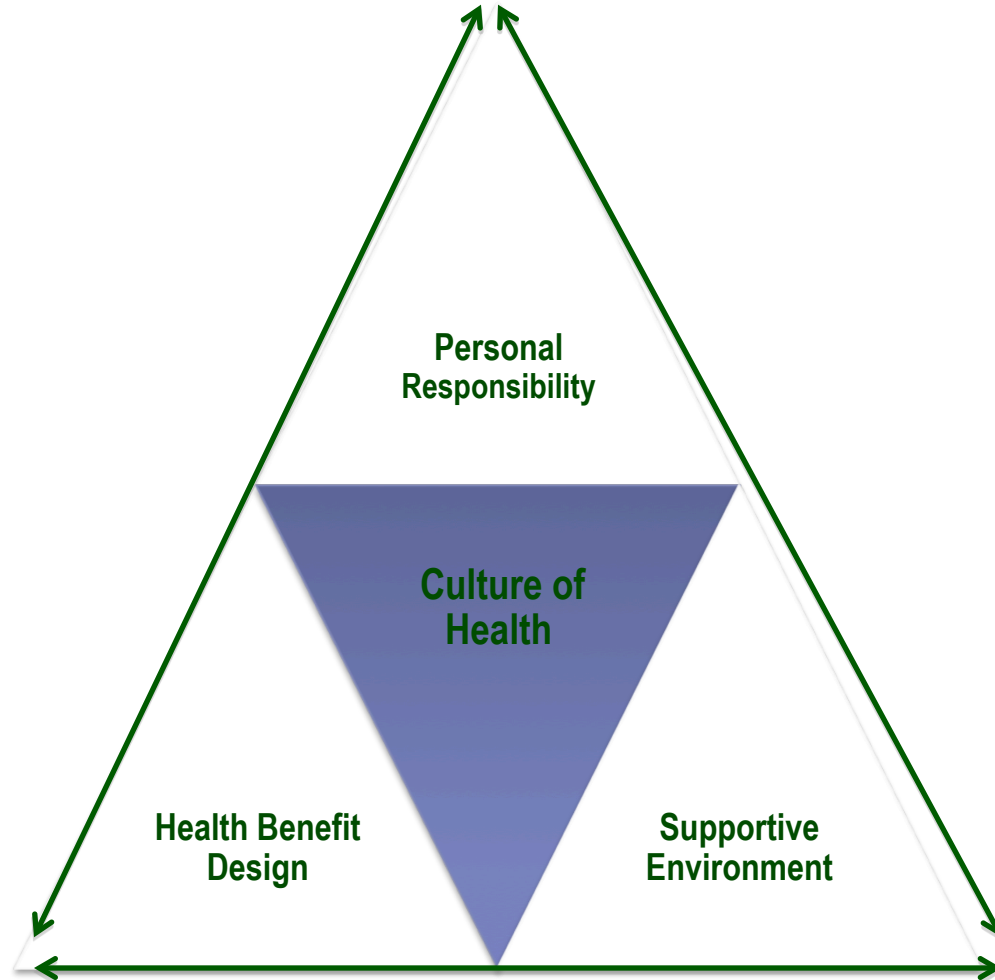 Personal
Responsibility
Culture of
Health
Health Benefit
Design
Supportive
Environment